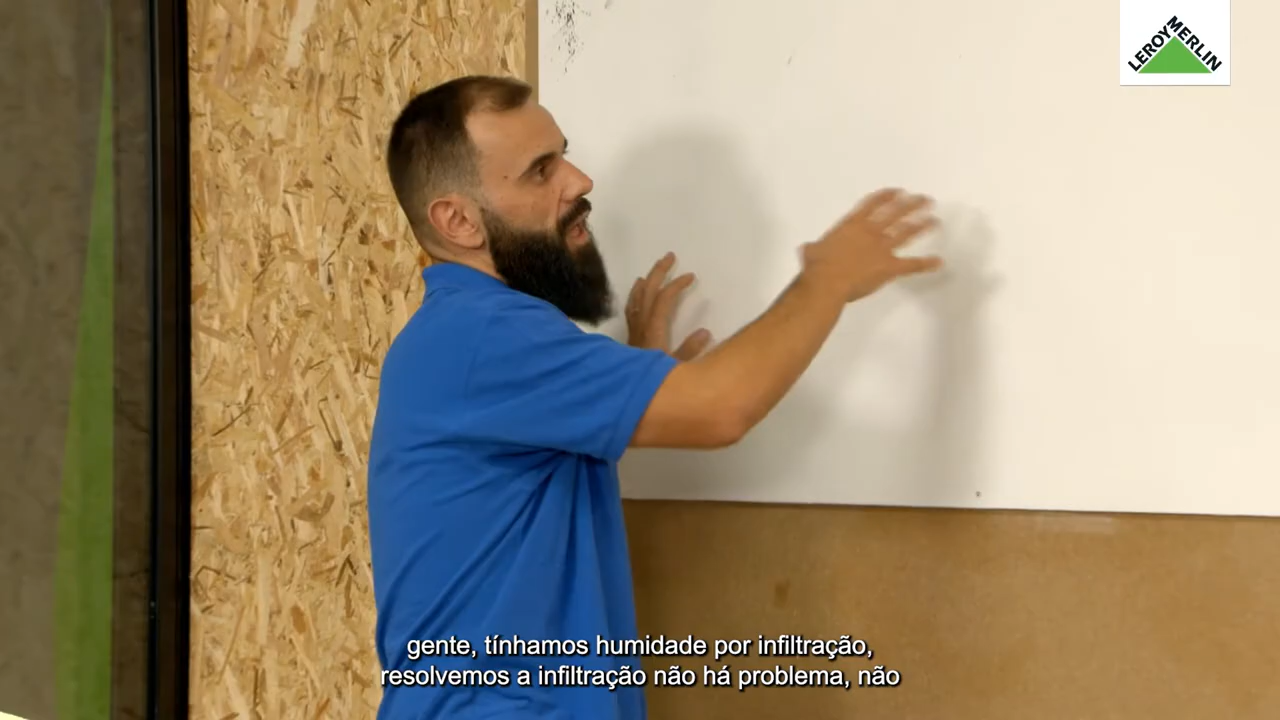 LEROY MERLIN
gente, tínhamos humidade por infiltração,
resolvemos a infiltração não há problema, não